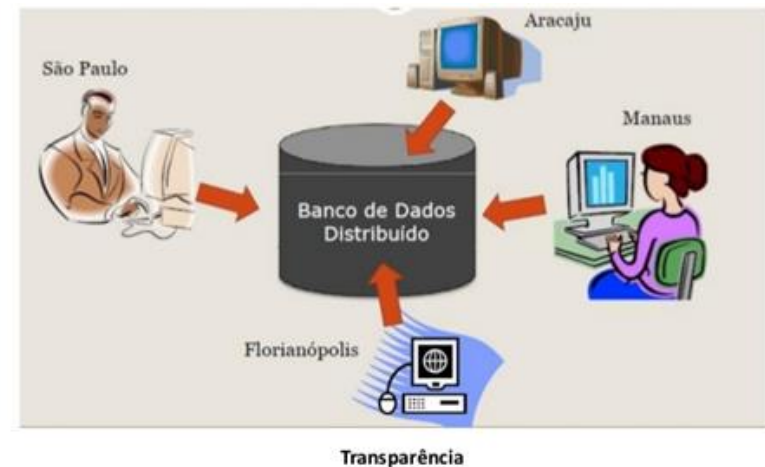 Aracaju
São Paulo
Manaus
Banco de Dados
Distribuído
Florianópolis
Transparência